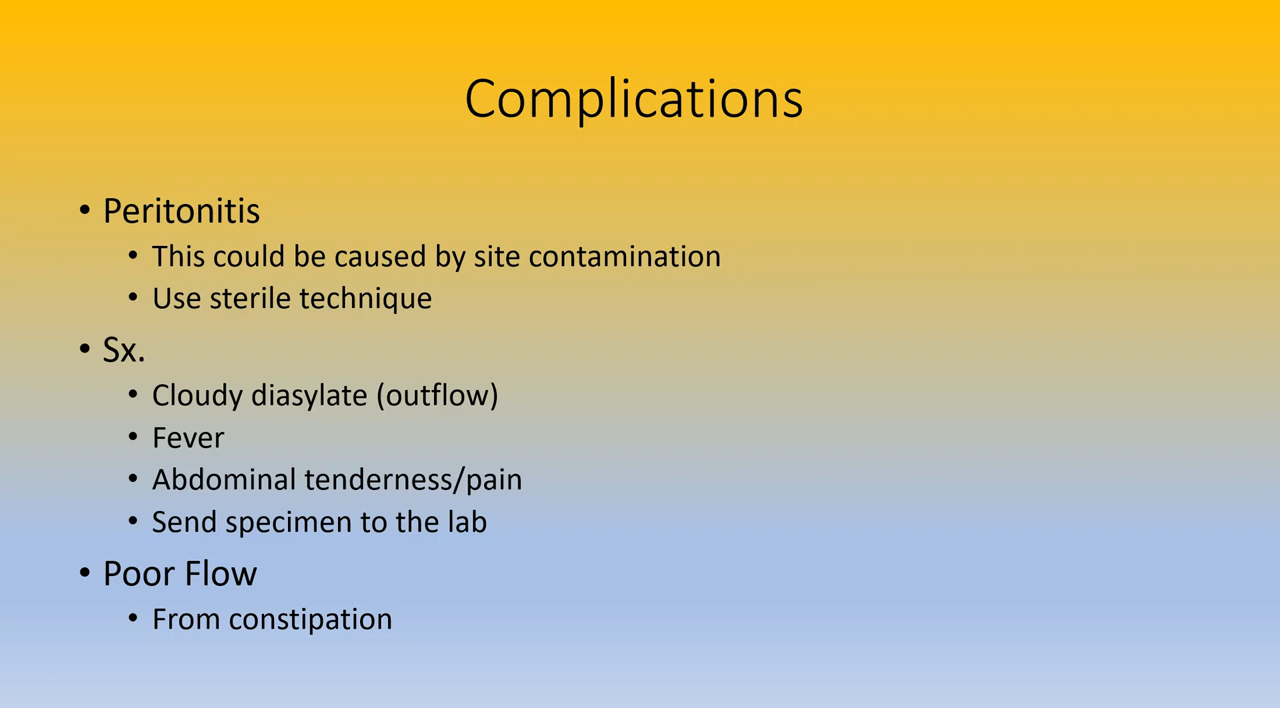 Complications
• Peritonitis
• This could be caused by site contamination
• Use sterile technique
• Sx.
• Cloudy diasylate (outflow)
• Fever
• Abdominal tenderness/pain
• Send specimen to the lab
• Poor Flow
• From constipation